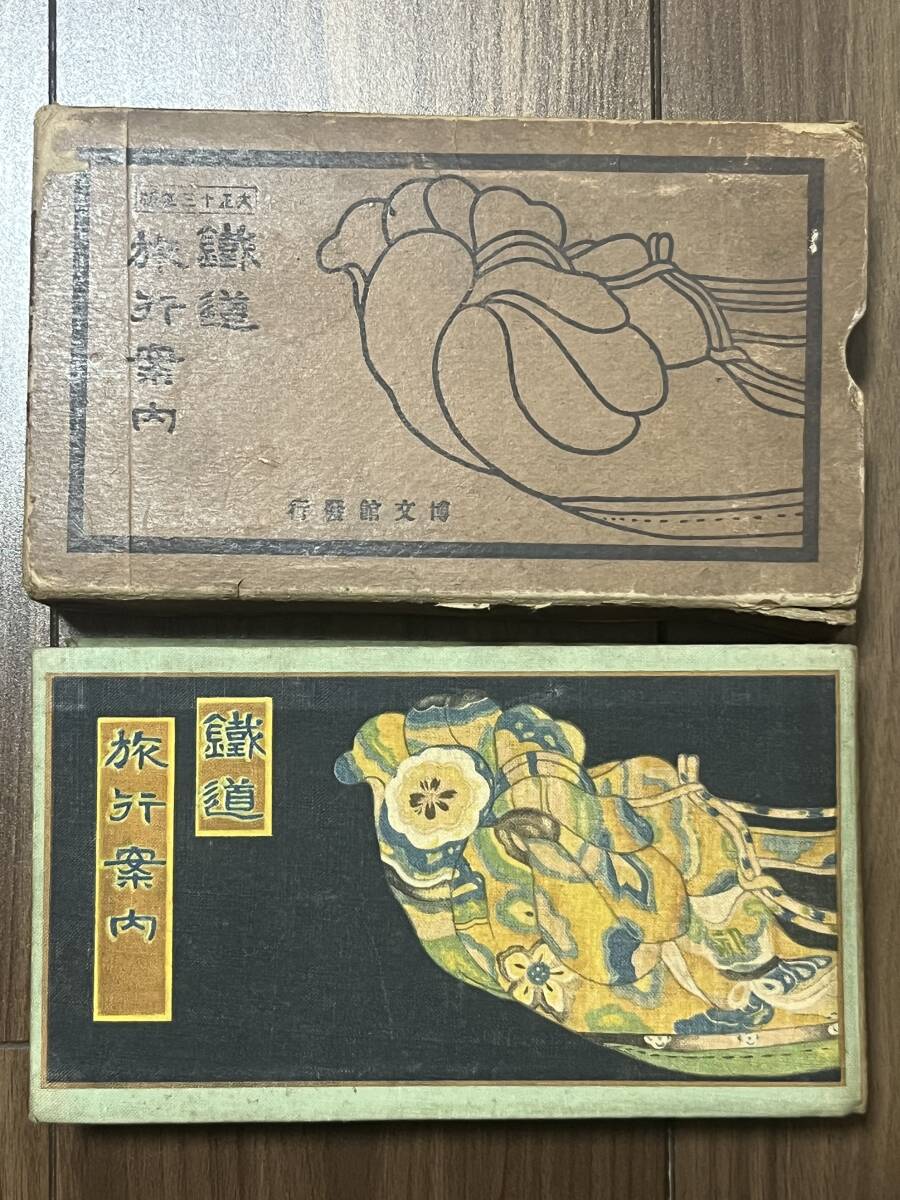 大正十三年版
鐵道
旅行案内
博文館發行
鐵道
旅行案内